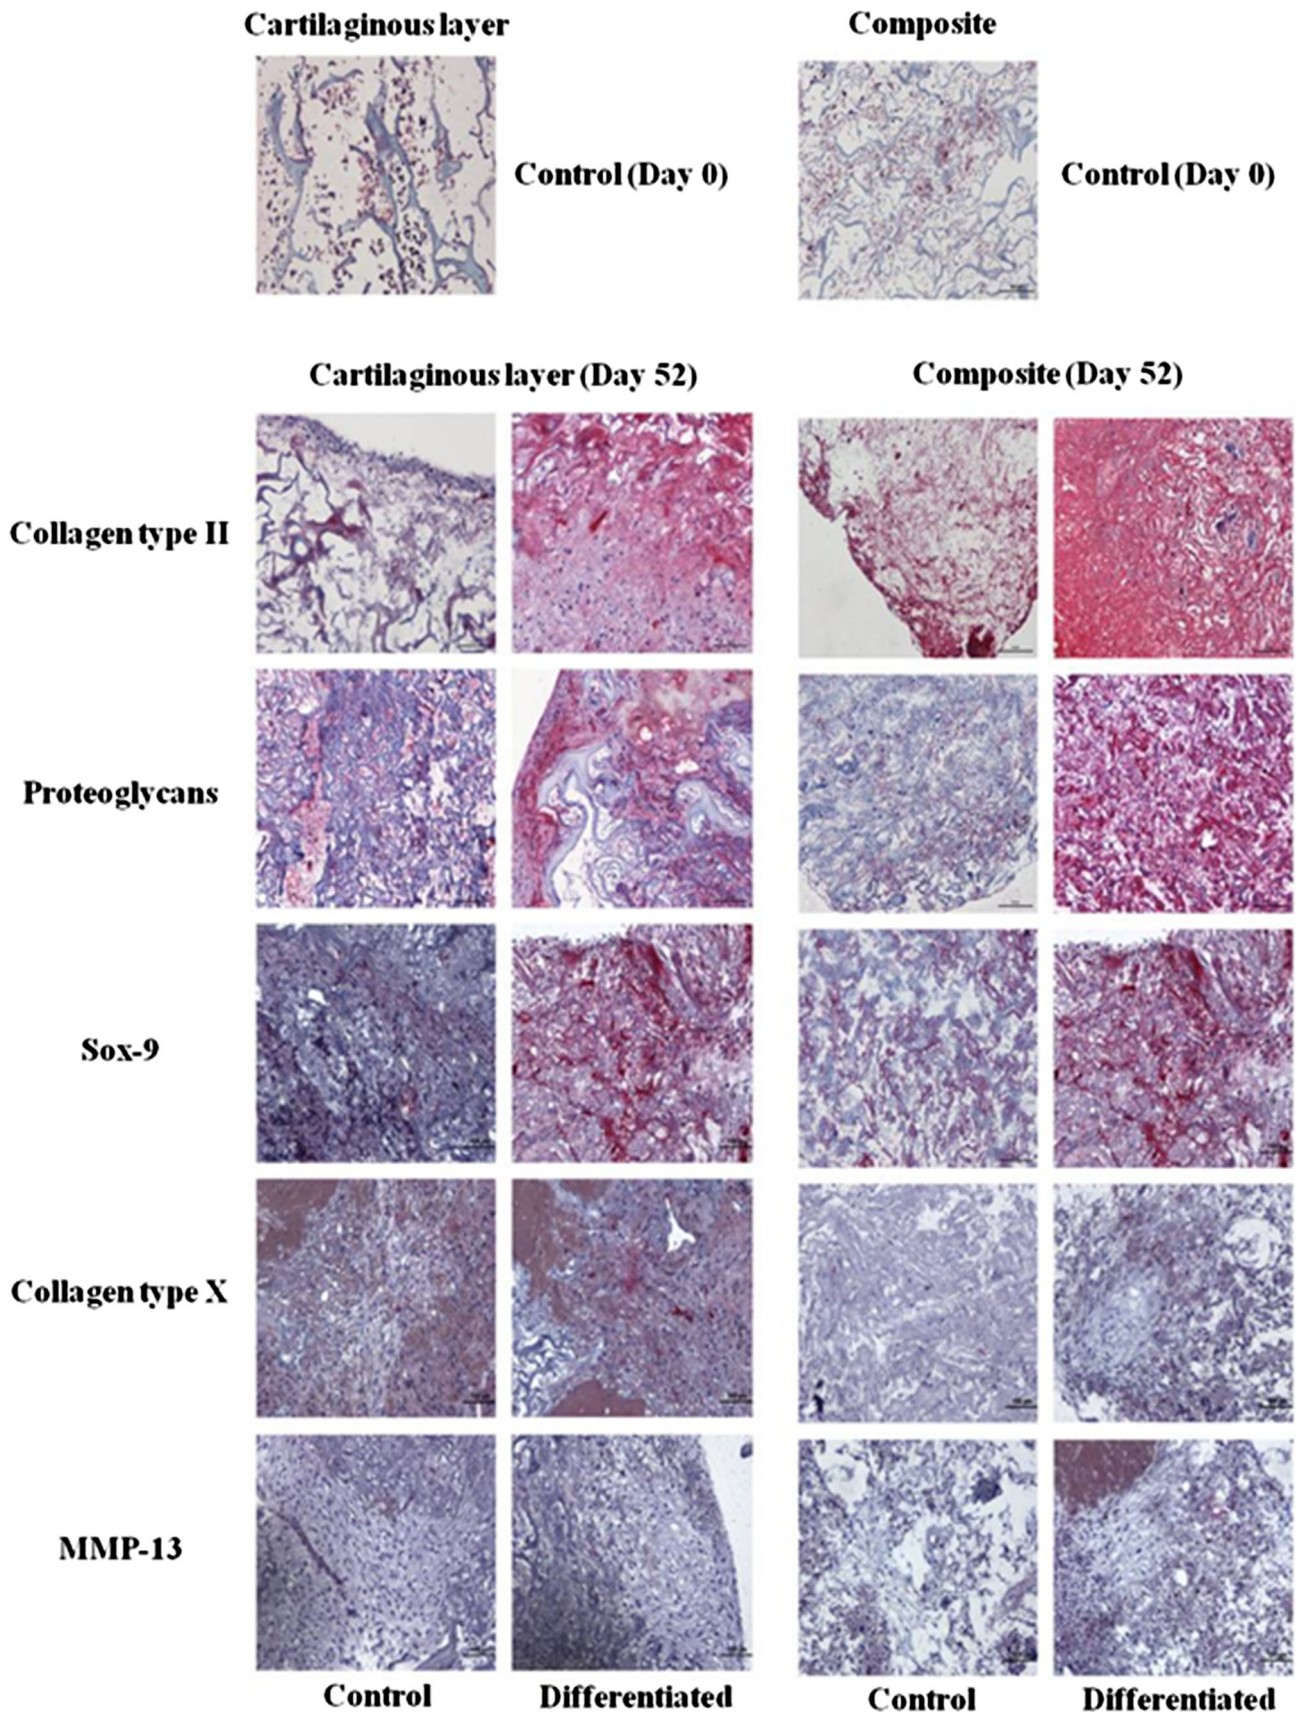 Cartilaginous layer
Composite
Control (Day 0)
Control (Day 0)
Cartilaginous layer (Day 52)
Composite (Day 52)
Collagen type II
Proteoglycans
Sox-9
Collagen type X
MMP-13
Control
Differentiated
Control
Differentiated